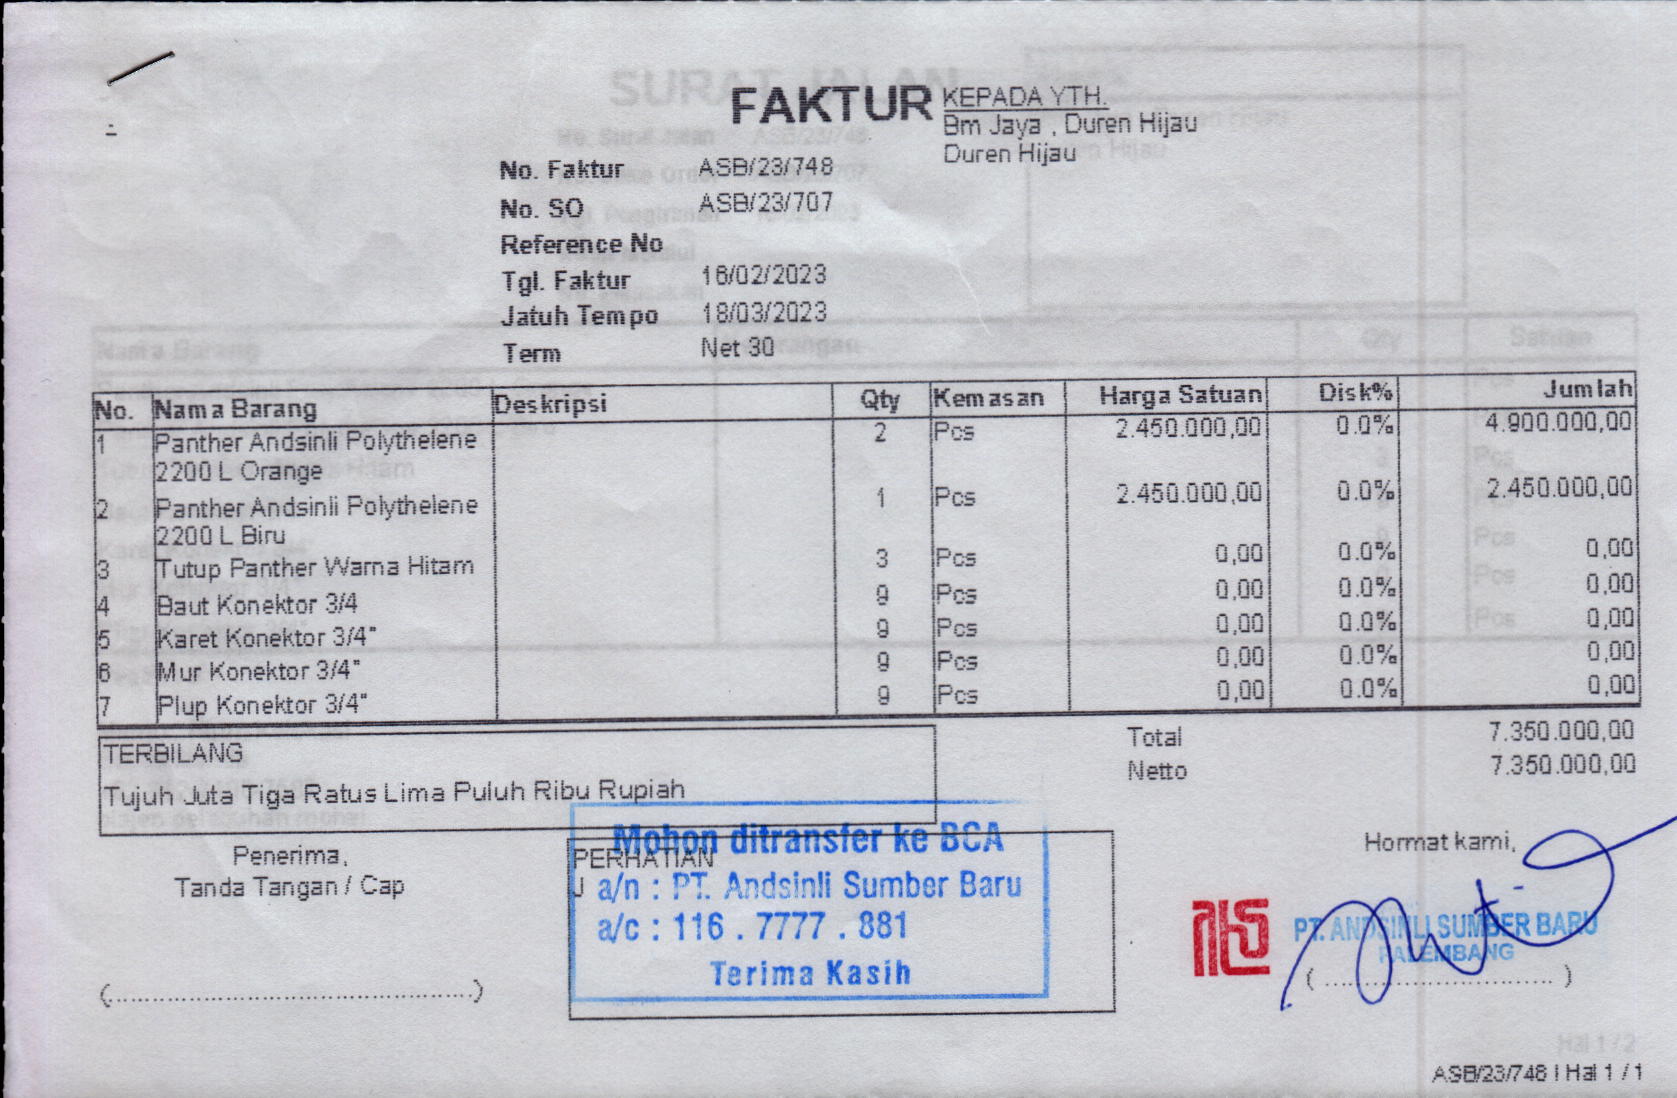 FAKTUR
KEPADA YTH.
Bm Jaya , Duren Hijau
Duren Hijau
No. Faktur ASB/23/748
No. SO ASB/23/707
Reference No
Tgl. Faktur 16/02/2023
Jatuh Tempo 18/03/2023
Term Net 30
No. Nama Barang Deskripsi Qty Kemasan Harga Satuan Disk% Jumlah
1 Panther Andsinli Polythelene 2 Pcs 2.450.000,00 0.0% 4.900.000,00
2200 L Orange
2 Panther Andsinli Polythelene 1 Pcs 2.450.000,00 0.0% 2.450.000,00
2200 L Biru
3 Tutup Panther Warna Hitam 3 Pcs 0,00 0.0% 0,00
4 Baut Konektor 3/4 9 Pcs 0,00 0.0% 0,00
5 Karet Konektor 3/4" 9 Pcs 0,00 0.0% 0,00
6 Mur Konektor 3/4" 9 Pcs 0,00 0.0% 0,00
7 Plup Konektor 3/4" 9 Pcs 0,00 0.0% 0,00
Total 7.350.000,00
Netto 7.350.000,00
TERBILANG
Tujuh Juta Tiga Ratus Lima Puluh Ribu Rupiah
Penerima,
Tanda Tangan / Cap
(............................................)
PERHATIAN
Mohon ditransfer ke BCA
a/n : PT. Andsinli Sumber Baru
a/c : 116 . 7777 . 881
Terima Kasih
Hormat kami,
PT. ANDSINLI SUMBER BARU
PALEMBANG
( ............................ )
Hal 1 / 2
ASB/23/748 | Hal 1 / 1